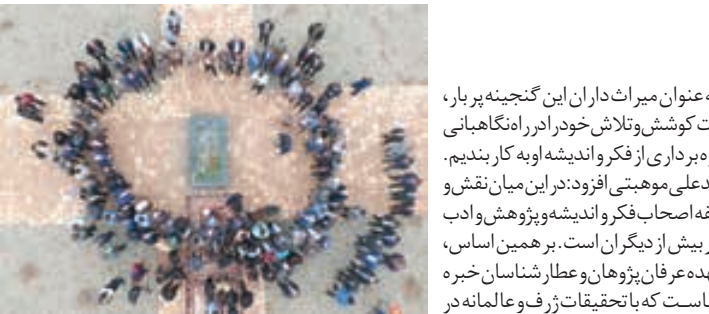 ه عنوان میراث‌داران این گنجینه پربار،
ت کوشش و تلاش خود را در راه نگاهبانی
ه برداری از فکر و اندیشه او به کار بندیم.
دعلی موهبتی افزود: در این میان نقش و
فه اصحاب فکر و اندیشه و پژوهش و ادب
ر بیش از دیگران است. بر همین اساس،
هده عرفان‌پژوهان و عطارشناسان خبره
است که با تحقیقات ژرف و عالمانه در